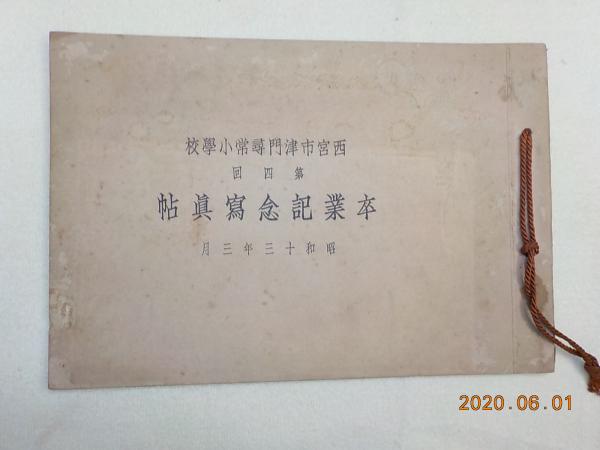 西宮市津門尋常小學校
第四回
卒業記念寫眞帖
昭和十三年三月
2020.06.01